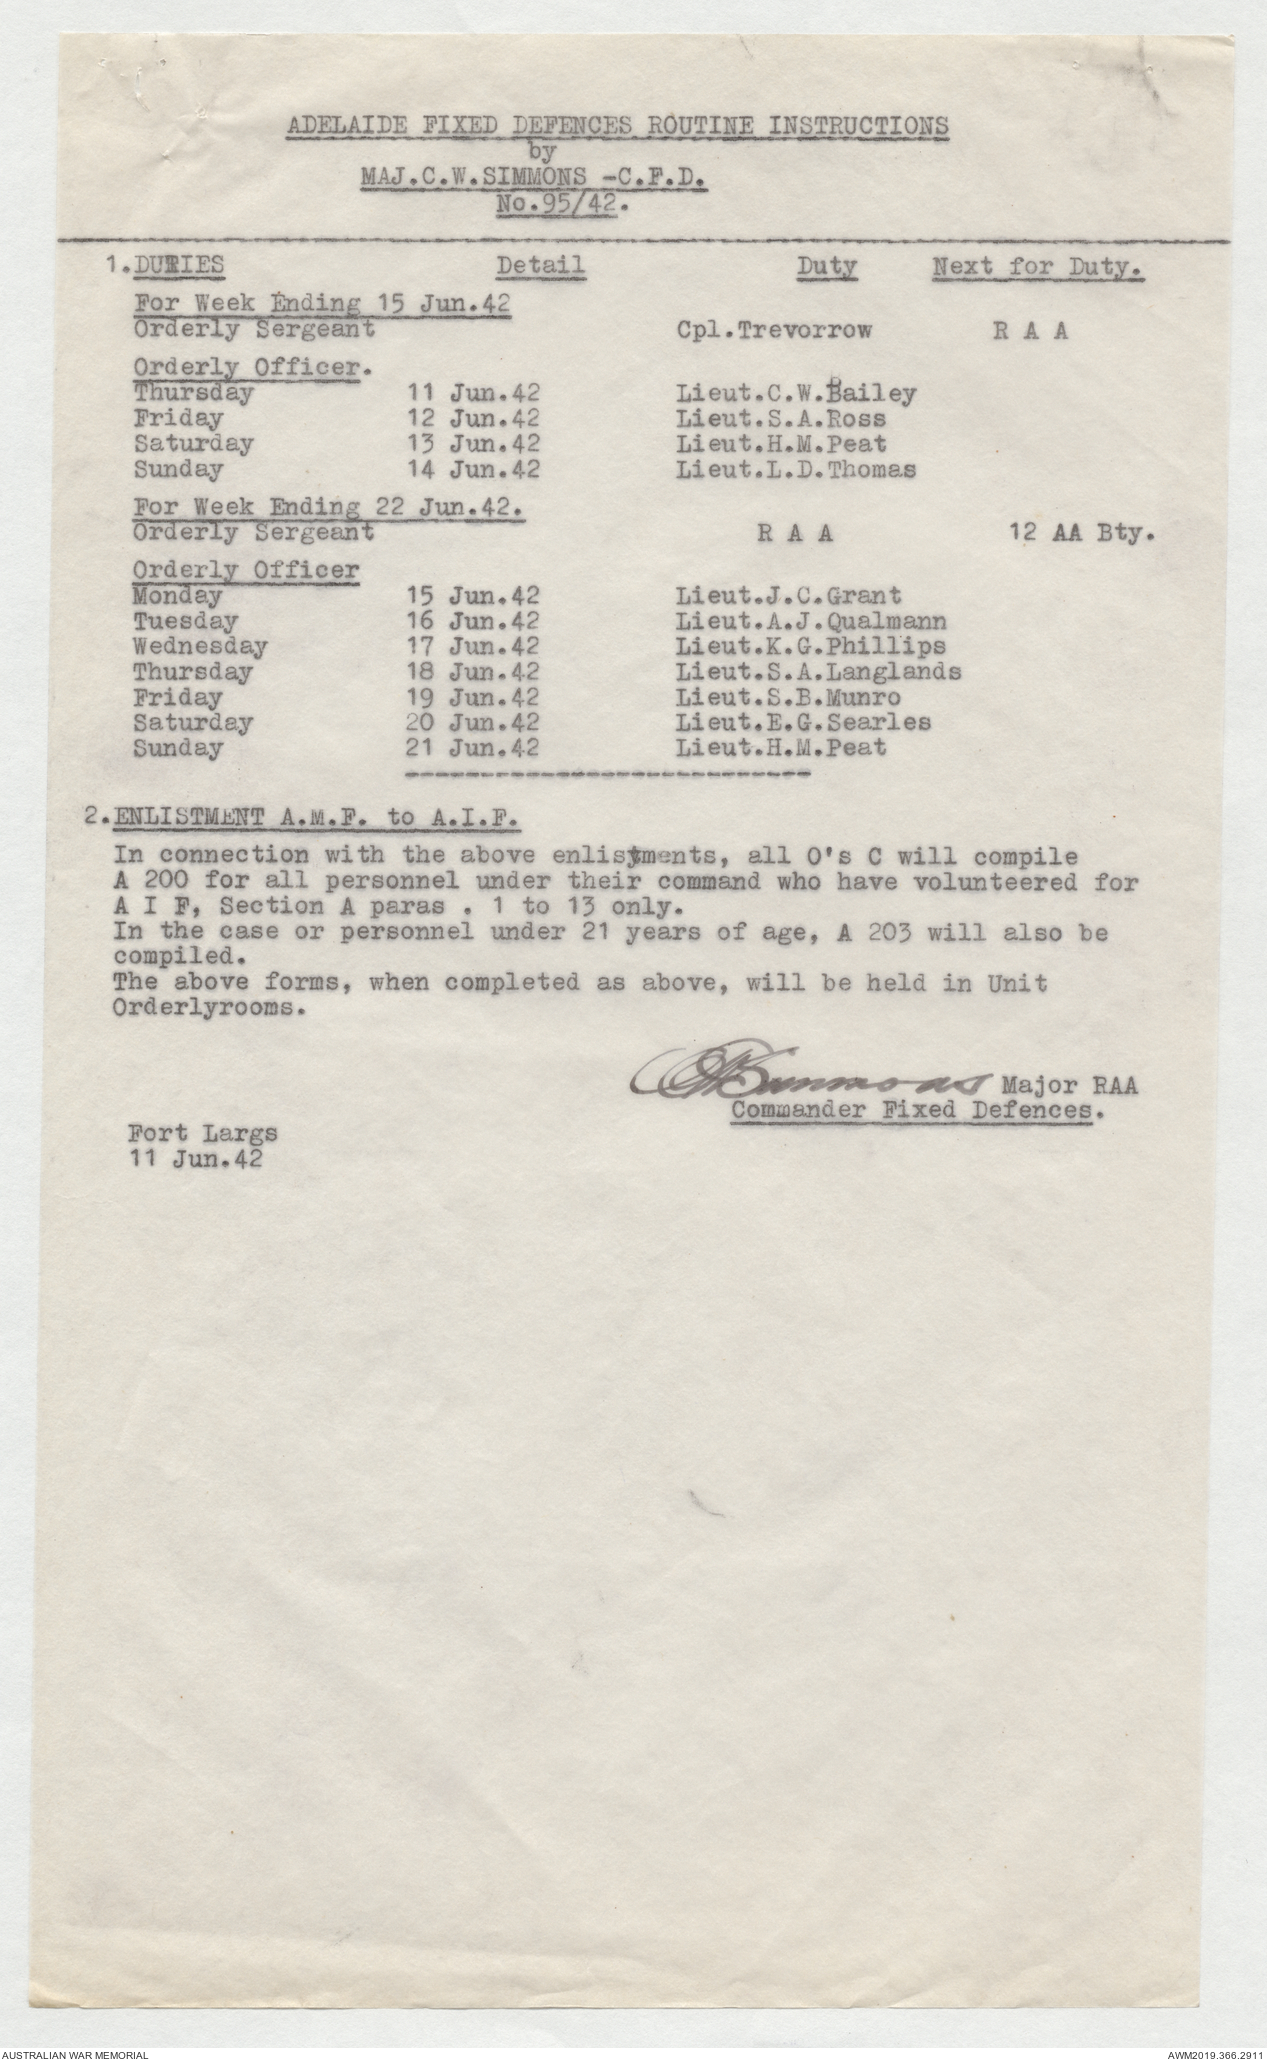 ADELAIDE FIXED DEFENCES ROUTINE INSTRUCTIONS
by
MAJ.C.W.SIMMONS -C.F.D.
No.95/42.
1.DUTIES Detail Duty Next for Duty.
For Week Ending 15 Jun.42
Orderly Sergeant Cpl.Trevorrow R A A
Orderly Officer.
Thursday 11 Jun.42 Lieut.C.W.Bailey
Friday 12 Jun.42 Lieut.S.A.Ross
Saturday 13 Jun.42 Lieut.H.M.Peat
Sunday 14 Jun.42 Lieut.L.D.Thomas
For Week Ending 22 Jun.42.
Orderly Sergeant R A A 12 AA Bty.
Orderly Officer
Monday 15 Jun.42 Lieut.J.C.Grant
Tuesday 16 Jun.42 Lieut.A.J.Qualmann
Wednesday 17 Jun.42 Lieut.K.G.Phillips
Thursday 18 Jun.42 Lieut.S.A.Langlands
Friday 19 Jun.42 Lieut.S.B.Munro
Saturday 20 Jun.42 Lieut.E.G.Searles
Sunday 21 Jun.42 Lieut.H.M.Peat
2.ENLISTMENT A.M.F. to A.I.F.
In connection with the above enlistments, all O's C will compile
A 200 for all personnel under their command who have volunteered for
A I F, Section A paras . 1 to 13 only.
In the case or personnel under 21 years of age, A 203 will also be
compiled.
The above forms, when completed as above, will be held in Unit
Orderlyrooms.
CWSimmons Major RAA
Commander Fixed Defences.
Fort Largs
11 Jun.42
AUSTRALIAN WAR MEMORIAL AWM2019.366.2911